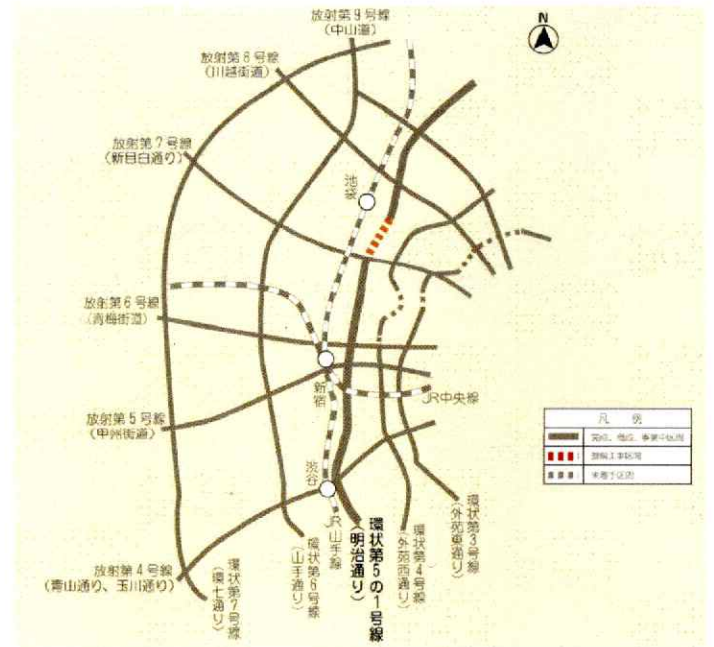 放射第9号線
(中山道)
N
放射第8号線
(川越街道)
放射第7号線
(新目白通り)
池袋
放射第6号線
(青梅街道)
新宿
JR中央線
放射第5号線
(甲州街道)
凡例
渋谷
JR山手線
放射第4号線
(青山通り、玉川通り)
環状第7号線
(環七通り)
環状第6号線
(山手通り)
環状第5の1号線
(明治通り)
環状第4号線
(外苑西通り)
環状第3号線
(外苑東通り)
未着手区間